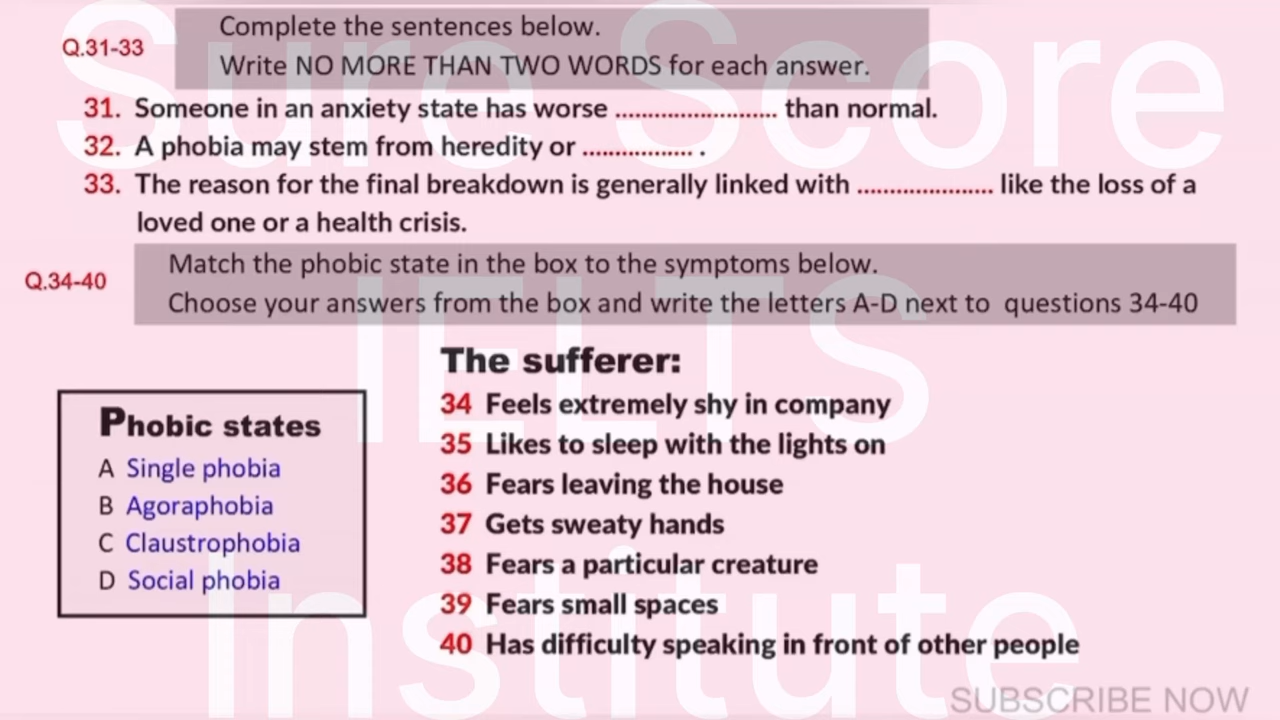 Q.31-33
Complete the sentences below.
Write NO MORE THAN TWO WORDS for each answer.
31. Someone in an anxiety state has worse ......................... than normal.
32. A phobia may stem from heredity or ................. .
33. The reason for the final breakdown is generally linked with ..................... like the loss of a
loved one or a health crisis.
Q.34-40
Match the phobic state in the box to the symptoms below.
Choose your answers from the box and write the letters A-D next to questions 34-40
Phobic states
A Single phobia
B Agoraphobia
C Claustrophobia
D Social phobia
The sufferer:
34 Feels extremely shy in company
35 Likes to sleep with the lights on
36 Fears leaving the house
37 Gets sweaty hands
38 Fears a particular creature
39 Fears small spaces
40 Has difficulty speaking in front of other people
Sure Score
IELTS
Institute
SUBSCRIBE NOW